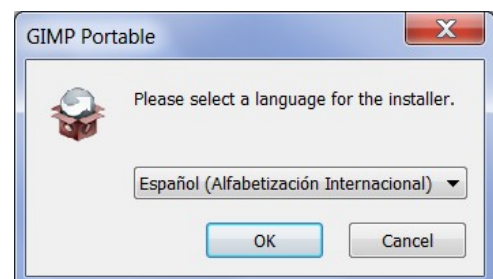 GIMP Portable
Please select a language for the installer.
Español (Alfabetización Internacional)
OK
Cancel